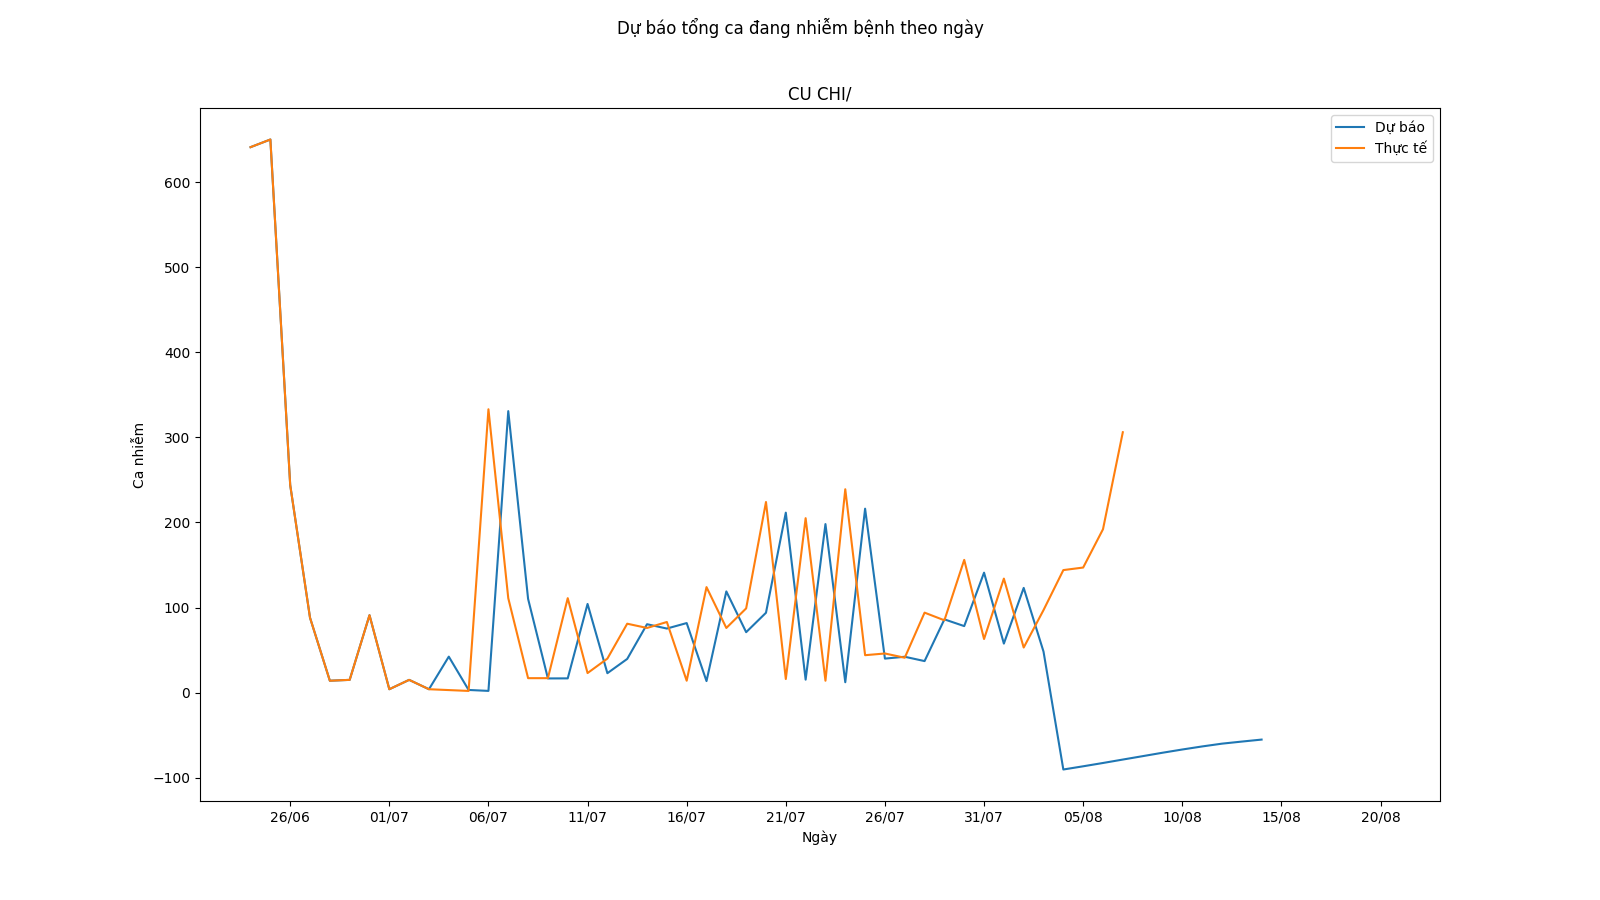 Dự báo tổng ca đang nhiễm bệnh theo ngày
CU CHI/
Dự báo
Thực tế
600
500
400
300
200
100
0
−100
Ca nhiễm
26/06 01/07 06/07 11/07 16/07 21/07 26/07 31/07 05/08 10/08 15/08 20/08
Ngày